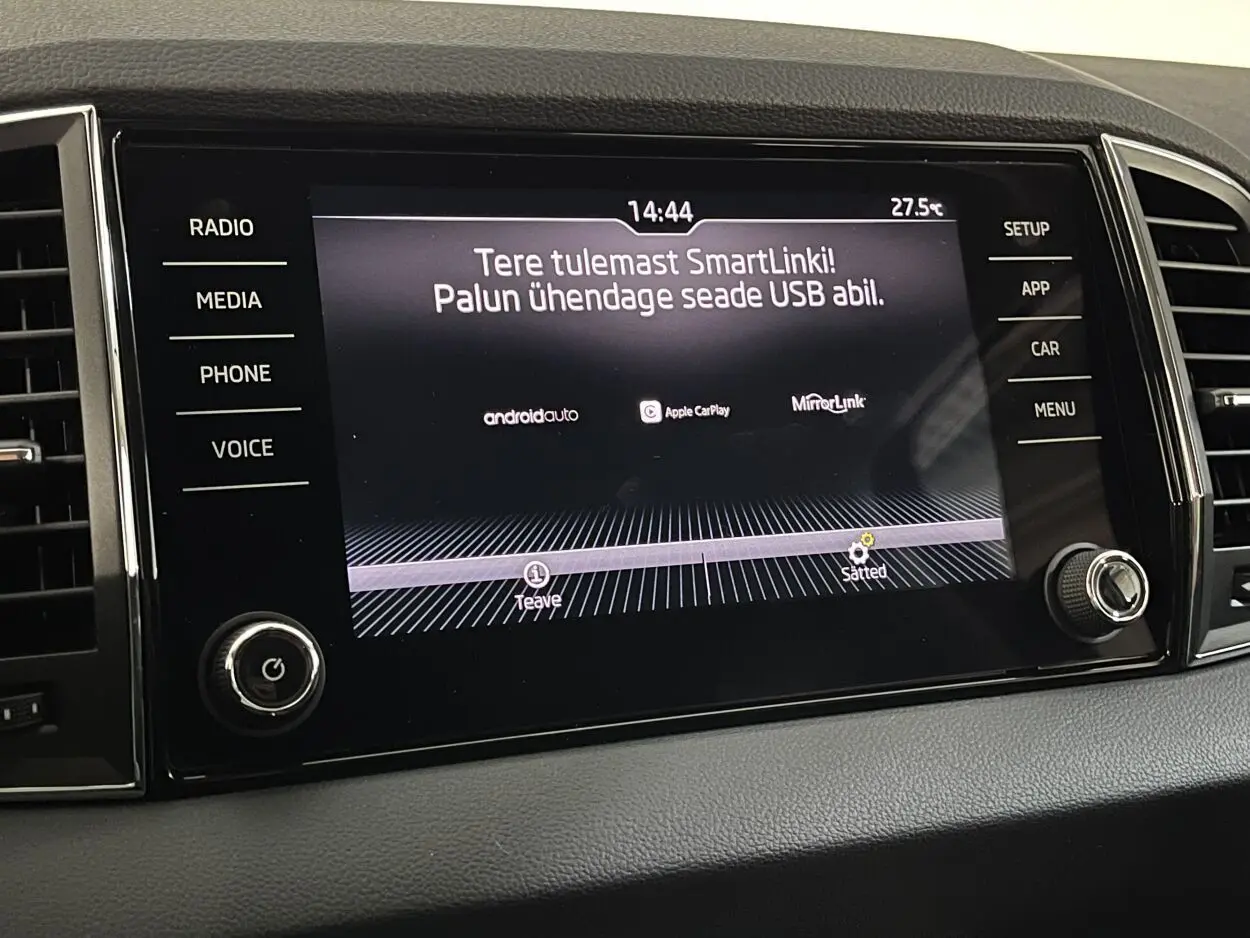 14:44
27.5°C
RADIO
MEDIA
PHONE
VOICE
Tere tulemast SmartLinki!
Palun ühendage seade USB abil.
androidauto
Apple CarPlay
MirrorLink
Teave
Sätted
SETUP
APP
CAR
MENU